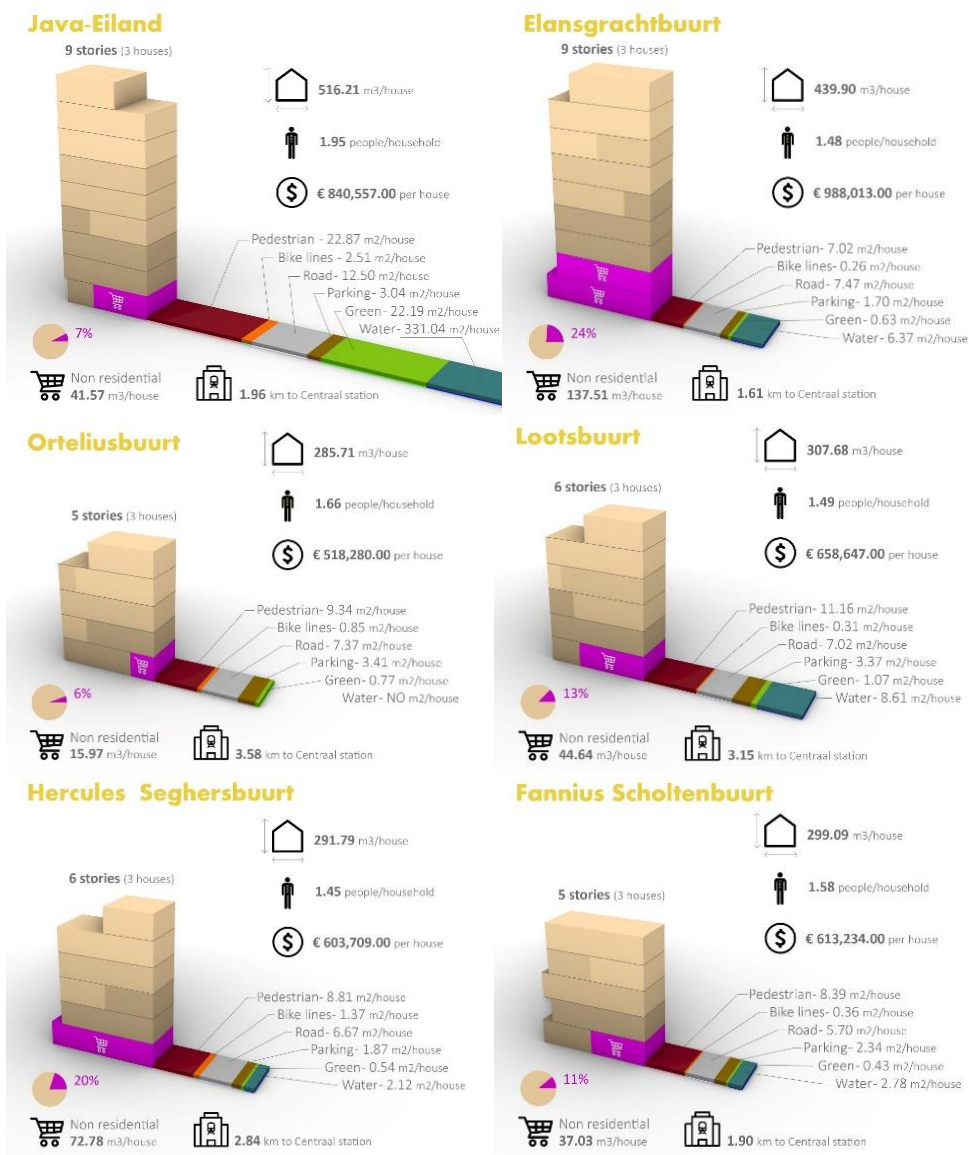 Java-Eiland
9 stories (3 houses)
516.21 m3/house
1.95 people/household
€ 840,557.00 per house
Pedestrian - 22.87 m2/house
Bike lines - 2.51 m2/house
Road- 12.50 m2/house
Parking- 3.04 m2/house
Green- 22.19 m2/house
Water- 331.04 m2/house
7%
Non residential
41.57 m3/house
1.96 km to Centraal station
Elansgrachtbuurt
9 stories (3 houses)
439.90 m3/house
1.48 people/household
€ 988,013.00 per house
Pedestrian- 7.02 m2/house
Bike lines- 0.26 m2/house
Road- 7.47 m2/house
Parking- 1.70 m2/house
Green- 0.63 m2/house
Water- 6.37 m2/house
24%
Non residential
137.51 m3/house
1.61 km to Centraal station
Orteliusbuurt
5 stories (3 houses)
285.71 m3/house
1.66 people/household
€ 518,280.00 per house
Pedestrian- 9.34 m2/house
Bike lines- 0.85 m2/house
Road- 7.37 m2/house
Parking- 3.41 m2/house
Green- 0.77 m2/house
Water- NO m2/house
6%
Non residential
15.97 m3/house
3.58 km to Centraal station
Lootsbuurt
6 stories (3 houses)
307.68 m3/house
1.49 people/household
€ 658,647.00 per house
Pedestrian- 11.16 m2/house
Bike lines- 0.31 m2/house
Road- 7.02 m2/house
Parking- 3.37 m2/house
Green- 1.07 m2/house
Water- 8.61 m2/house
13%
Non residential
44.64 m3/house
3.15 km to Centraal station
Hercules Seghersbuurt
6 stories (3 houses)
291.79 m3/house
1.45 people/household
€ 603,709.00 per house
Pedestrian- 8.81 m2/house
Bike lines- 1.37 m2/house
Road- 6.67 m2/house
Parking- 1.87 m2/house
Green- 0.54 m2/house
Water- 2.12 m2/house
20%
Non residential
72.78 m3/house
2.84 km to Centraal station
Fannius Scholtenbuurt
5 stories (3 houses)
299.09 m3/house
1.58 people/household
€ 613,234.00 per house
Pedestrian- 8.39 m2/house
Bike lines- 0.36 m2/house
Road- 5.70 m2/house
Parking- 2.34 m2/house
Green- 0.43 m2/house
Water- 2.78 m2/house
11%
Non residential
37.03 m3/house
1.90 km to Centraal station